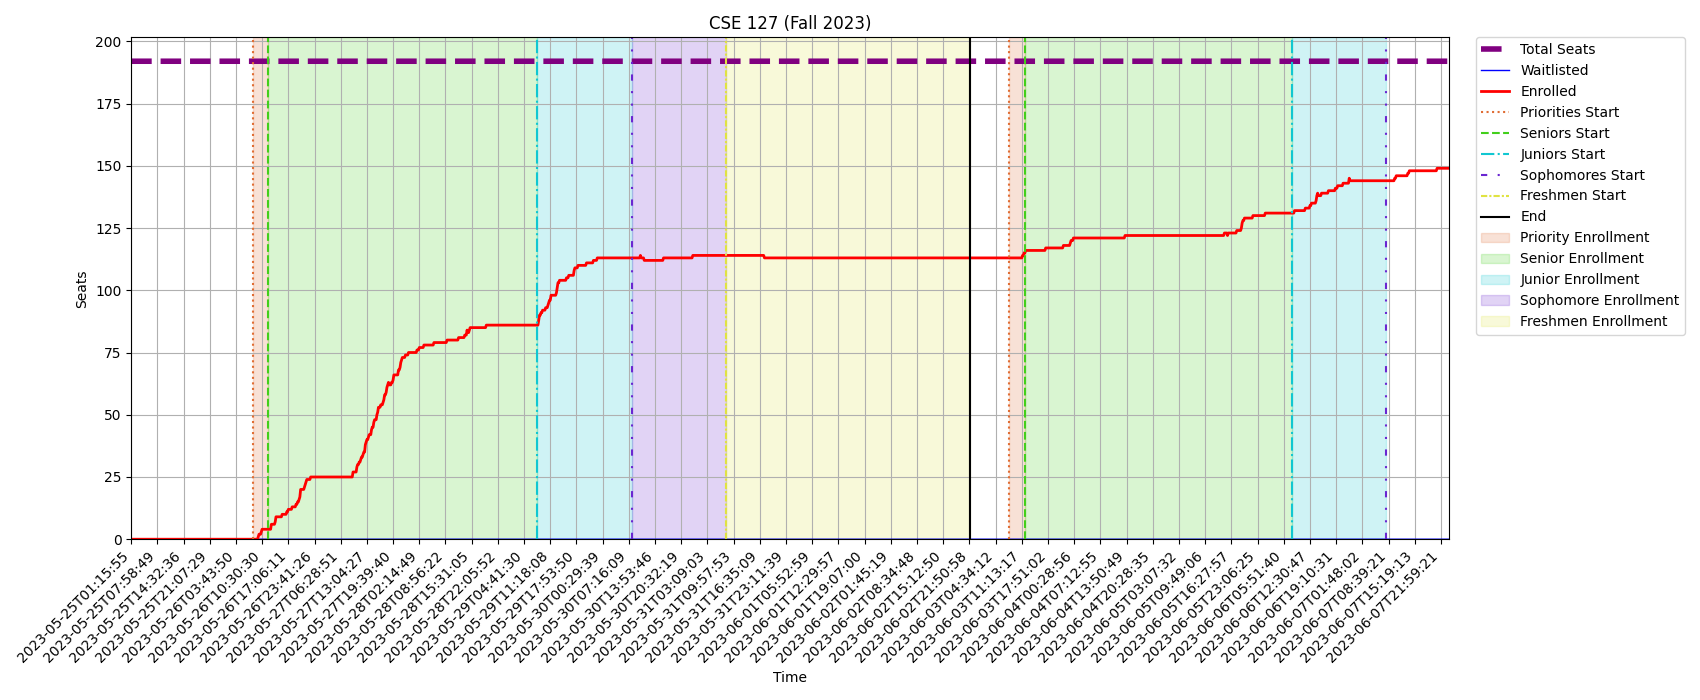 CSE 127 (Fall 2023)
200
175
150
125
100
75
50
25
0
Seats
2023-05-25T01:15:55
2023-05-25T07:58:49
2023-05-25T14:32:36
2023-05-25T21:07:29
2023-05-26T03:43:50
2023-05-26T10:30:30
2023-05-26T17:06:11
2023-05-26T23:41:26
2023-05-27T06:28:51
2023-05-27T13:04:27
2023-05-27T19:39:40
2023-05-28T02:14:49
2023-05-28T08:56:22
2023-05-28T15:31:05
2023-05-28T22:05:52
2023-05-29T04:41:30
2023-05-29T11:18:08
2023-05-29T17:53:50
2023-05-30T00:29:39
2023-05-30T07:16:09
2023-05-30T13:53:46
2023-05-30T20:32:19
2023-05-31T03:09:03
2023-05-31T09:57:53
2023-05-31T16:35:09
2023-05-31T23:11:39
2023-06-01T05:52:59
2023-06-01T12:29:57
2023-06-01T19:07:00
2023-06-02T01:45:19
2023-06-02T08:34:48
2023-06-02T15:12:50
2023-06-02T21:50:58
2023-06-03T04:34:12
2023-06-03T11:13:17
2023-06-03T17:51:02
2023-06-04T00:28:56
2023-06-04T07:12:55
2023-06-04T13:50:49
2023-06-04T20:28:35
2023-06-05T03:07:32
2023-06-05T09:49:06
2023-06-05T16:27:57
2023-06-05T23:06:25
2023-06-06T05:51:40
2023-06-06T12:30:47
2023-06-06T19:10:31
2023-06-07T01:48:02
2023-06-07T08:39:21
2023-06-07T15:19:13
2023-06-07T21:59:21
Time
Total Seats
Waitlisted
Enrolled
Priorities Start
Seniors Start
Juniors Start
Sophomores Start
Freshmen Start
End
Priority Enrollment
Senior Enrollment
Junior Enrollment
Sophomore Enrollment
Freshmen Enrollment